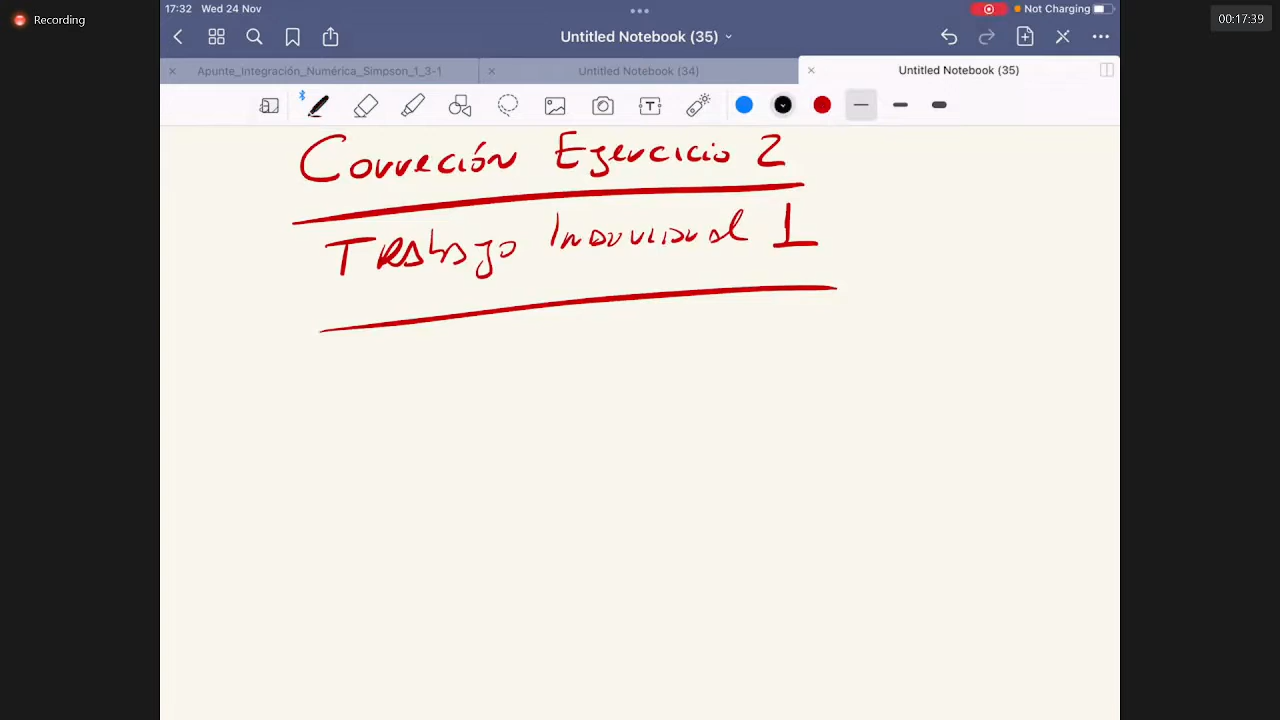 17:32 Wed 24 Nov
Not Charging
Recording
00:17:39
Untitled Notebook (35)
Apunte_Integración_Numérica_Simpson_1_3-1
Untitled Notebook (34)
Untitled Notebook (35)
T
Correción Ejercicio 2
Trabajo Individual 1